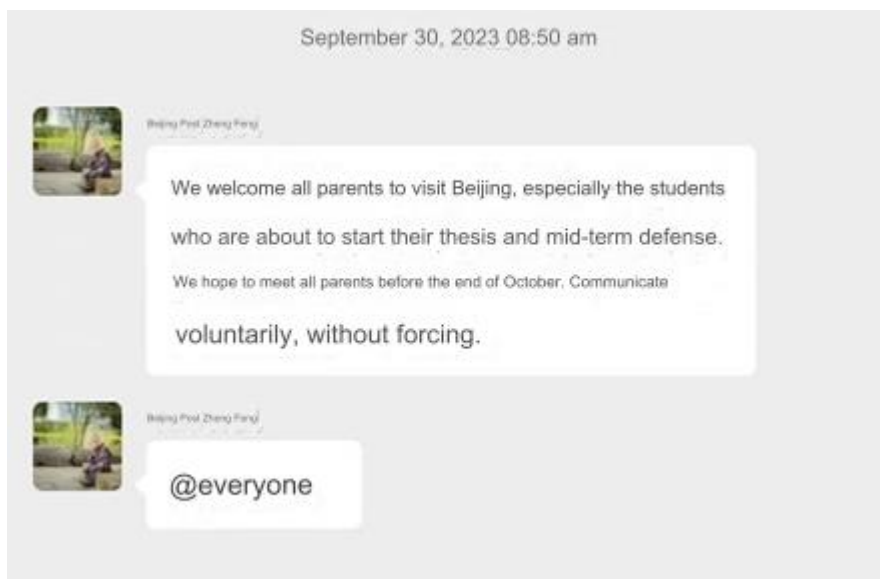 September 30, 2023 08:50 am
Beijing Post Zheng Feng
We welcome all parents to visit Beijing, especially the students
who are about to start their thesis and mid-term defense.
We hope to meet all parents before the end of October. Communicate
voluntarily, without forcing.
Beijing Post Zheng Feng
@everyone